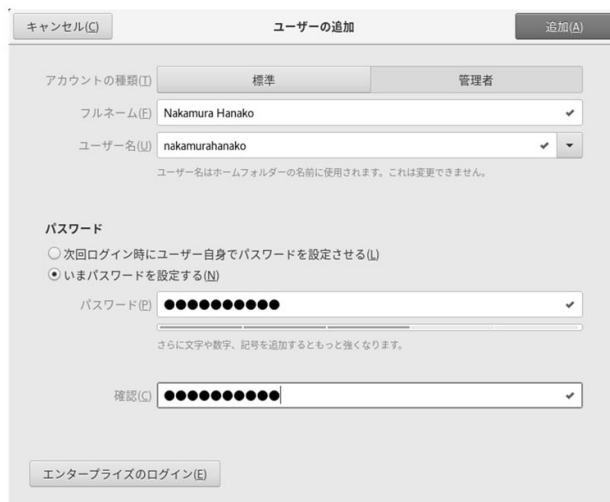 キャンセル(C)
ユーザーの追加
追加(A)
アカウントの種類(T)
標準
管理者
フルネーム(F)
Nakamura Hanako
ユーザー名(U)
nakamurahanako
ユーザー名はホームフォルダーの名前に使用されます。これは変更できません。
パスワード
次回ログイン時にユーザー自身でパスワードを設定させる(L)
いまパスワードを設定する(N)
パスワード(P)
●●●●●●●●●●
さらに文字や数字、記号を追加するともっと強くなります。
確認(C)
●●●●●●●●●●
エンタープライズのログイン(E)